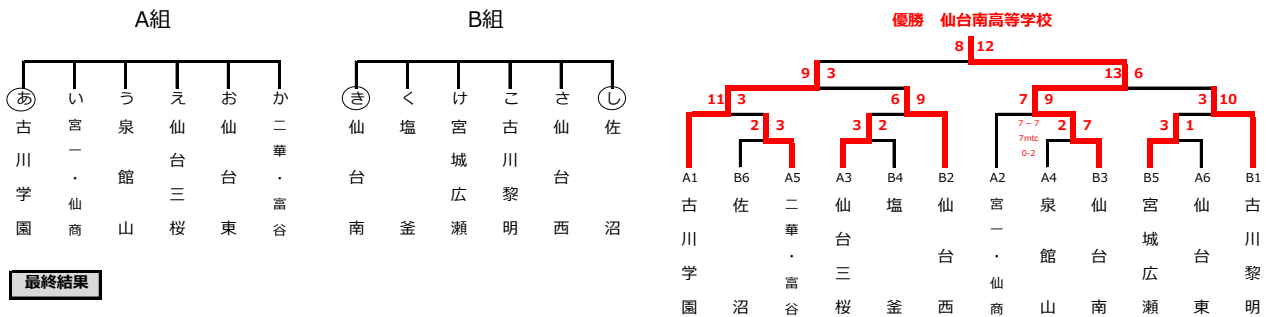 A組
B組
あ い う え お か
き く け こ さ し
古川学園
宮一・仙商
泉館山
仙台三桜
仙台東
二華・富谷
仙台南
塩釜
宮城広瀬
古川黎明
仙台西
佐沼
最終結果
優勝 仙台南高等学校
8 12
9 3 13 6
11 3 6 9 7 9 3 10
7－7
7mtc
0-2
2 3 3 2 2 7 3 1
A1 B6 A5 A3 B4 B2 A2 A4 B3 B5 A6 B1
古川学園
佐沼
二華・富谷
仙台三桜
塩釜
仙台西
宮一・仙商
泉館山
仙台南
宮城広瀬
仙台東
古川黎明